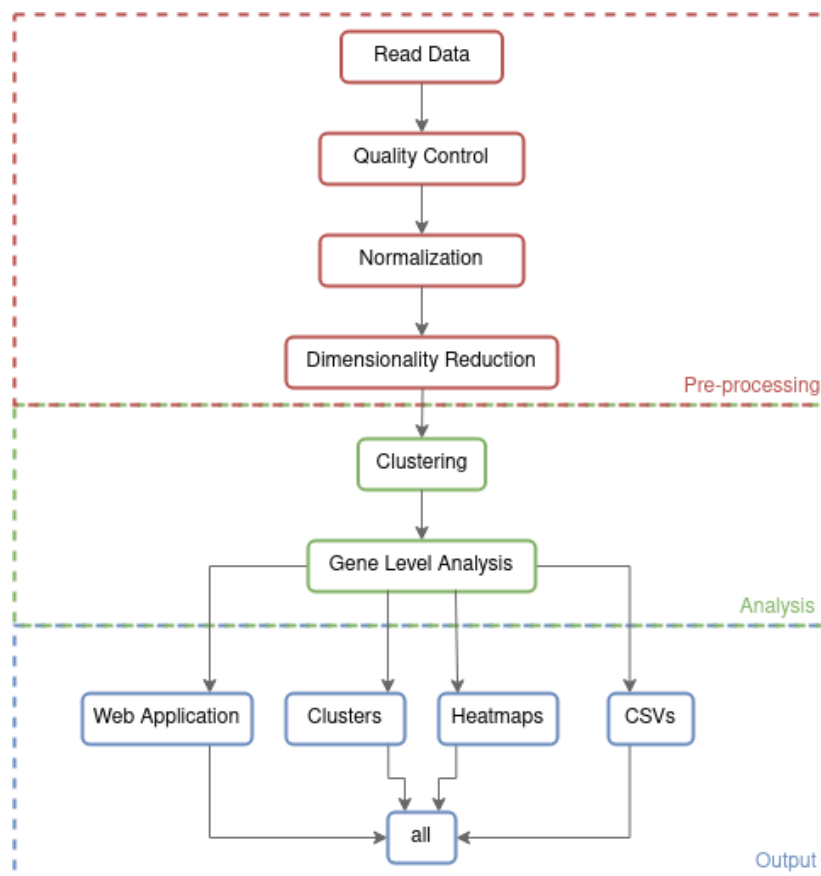 Read Data
Quality Control
Normalization
Dimensionality Reduction
Pre-processing
Clustering
Gene Level Analysis
Analysis
Web Application
Clusters
Heatmaps
CSVs
all
Output